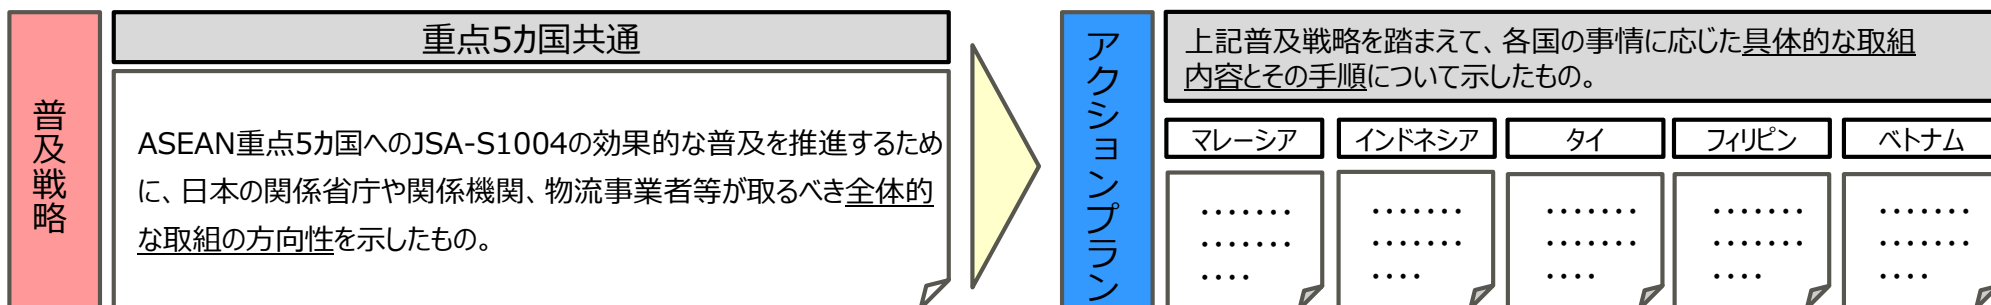 普及戦略
重点5カ国共通
ASEAN重点5カ国へのJSA-S1004の効果的な普及を推進するため
に、日本の関係省庁や関係機関、物流事業者等が取るべき全体的
な取組の方向性を示したもの。
アクションプラン
上記普及戦略を踏まえて、各国の事情に応じた具体的な取組
内容とその手順について示したもの。
マレーシア
・・・・・・・
・・・・・・・
・・・・
インドネシア
・・・・・・・
・・・・・・・
・・・・
タイ
・・・・・・・
・・・・・・・
・・・・
フィリピン
・・・・・・・
・・・・・・・
・・・・
ベトナム
・・・・・・・
・・・・・・・
・・・・